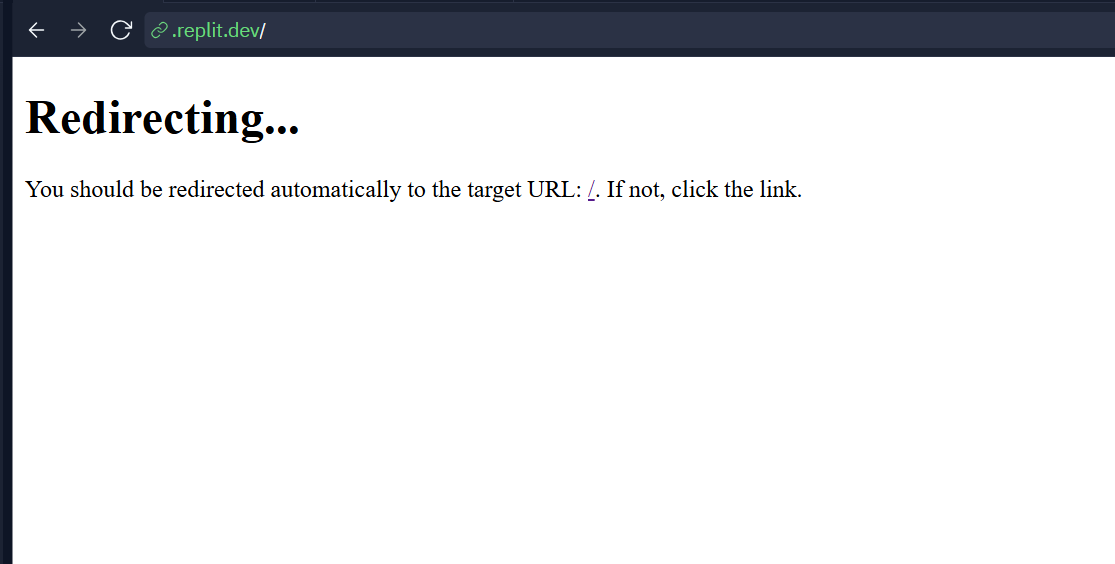 .replit.dev/
Redirecting...
You should be redirected automatically to the target URL: /. If not, click the link.